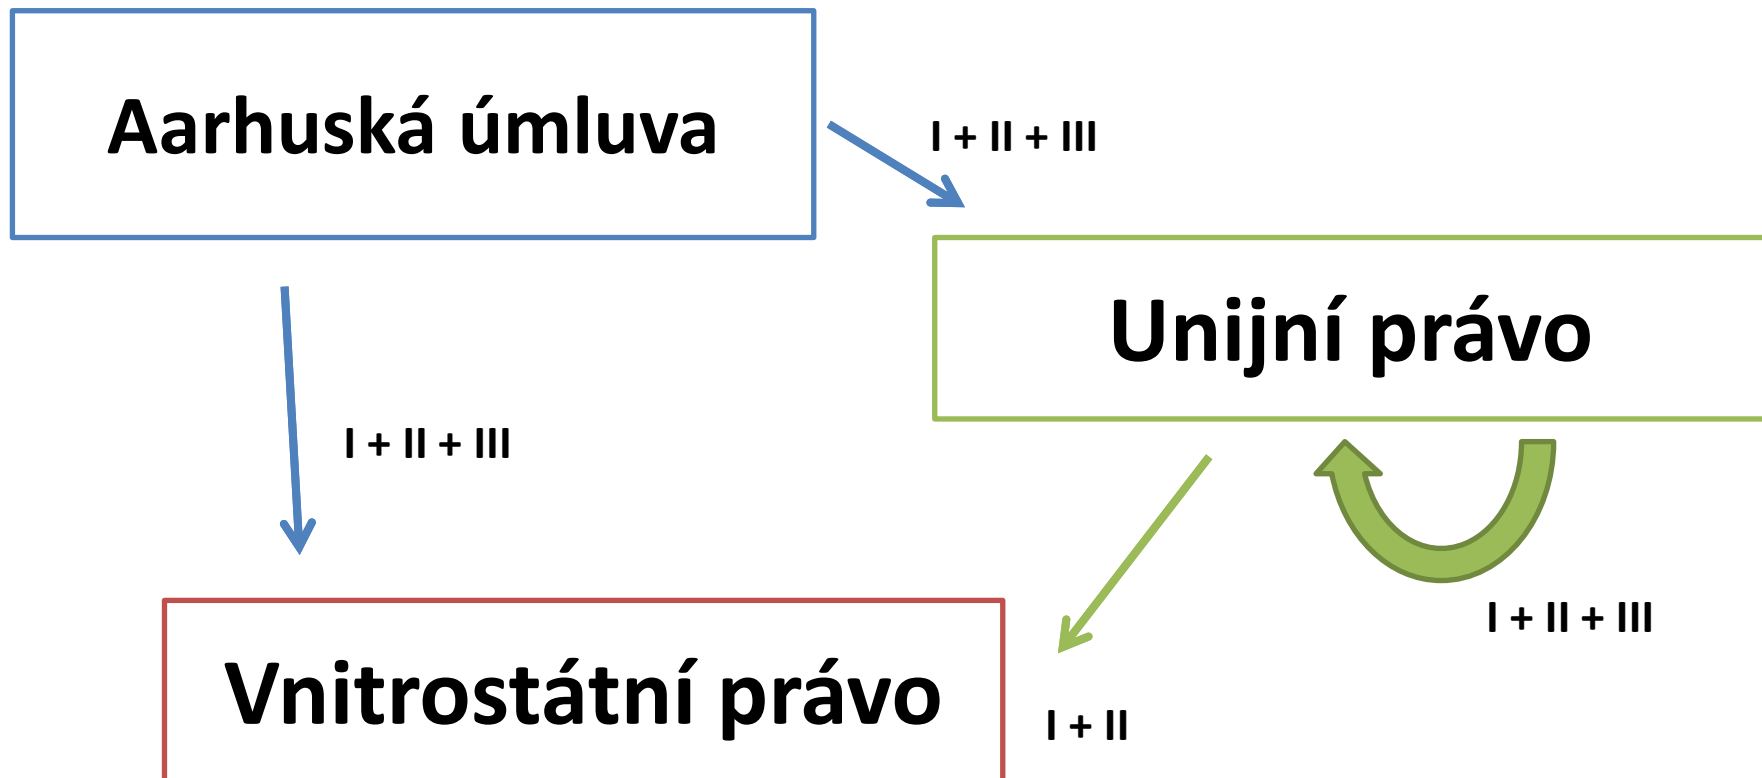 Aarhuská úmluva
I + II + III
Unijní právo
I + II + III
I + II + III
Vnitrostátní právo
I + II